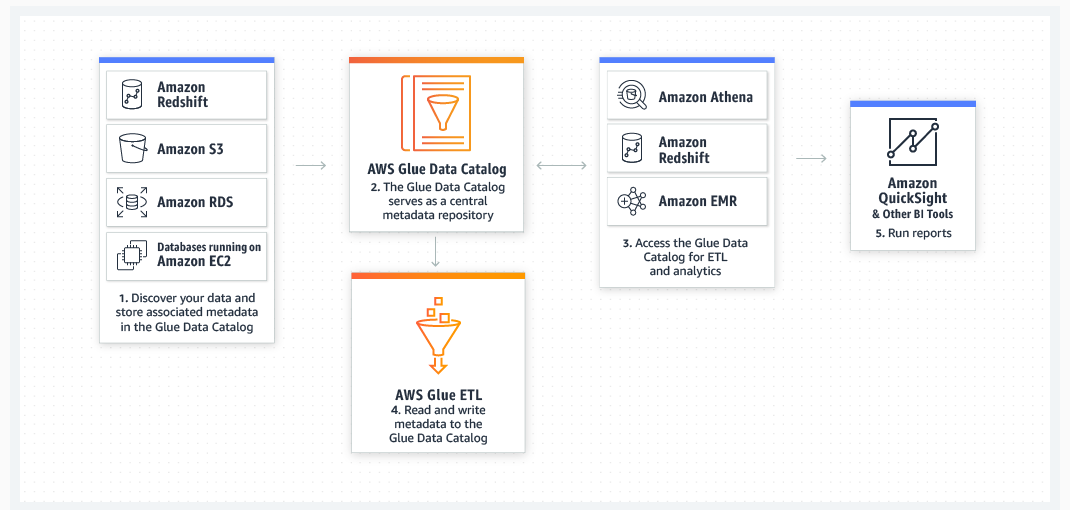 Amazon
Redshift
Amazon S3
Amazon RDS
Databases running on
Amazon EC2
1. Discover your data and
store associated metadata
in the Glue Data Catalog
AWS Glue Data Catalog
2. The Glue Data Catalog
serves as a central
metadata repository
AWS Glue ETL
4. Read and write
metadata to the
Glue Data Catalog
Amazon Athena
Amazon
Redshift
Amazon EMR
3. Access the Glue Data
Catalog for ETL
and analytics
Amazon
QuickSight
& Other BI Tools
5. Run reports